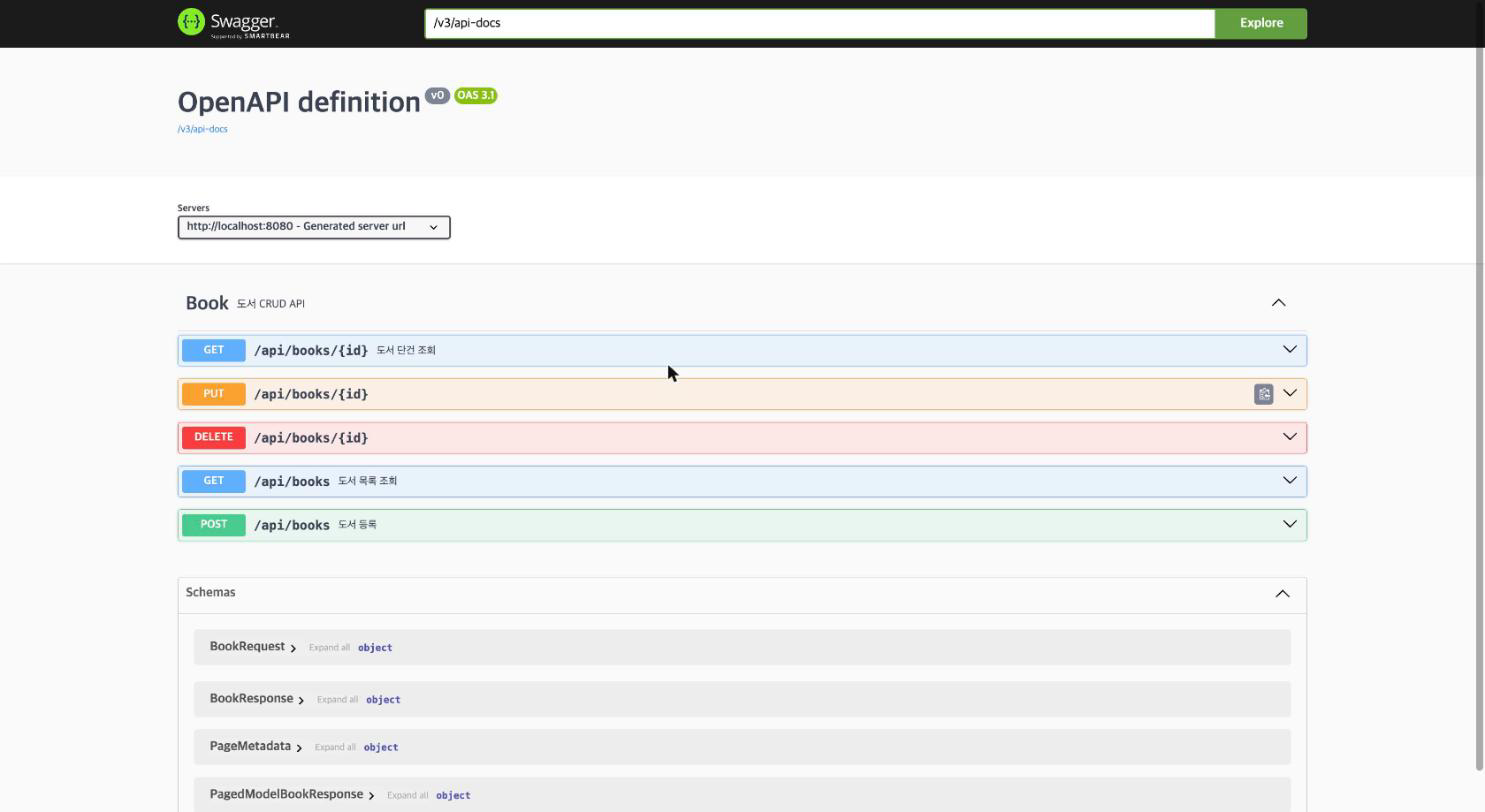 Swagger.
Supported by SMARTBEAR
/v3/api-docs
Explore
OpenAPI definition v0 OAS 3.1
/v3/api-docs
Servers
http://localhost:8080 - Generated server url
Book 도서 CRUD API
GET /api/books/{id} 도서 단건 조회
PUT /api/books/{id}
DELETE /api/books/{id}
GET /api/books 도서 목록 조회
POST /api/books 도서 등록
Schemas
BookRequest Expand all object
BookResponse Expand all object
PageMetadata Expand all object
PagedModelBookResponse Expand all object